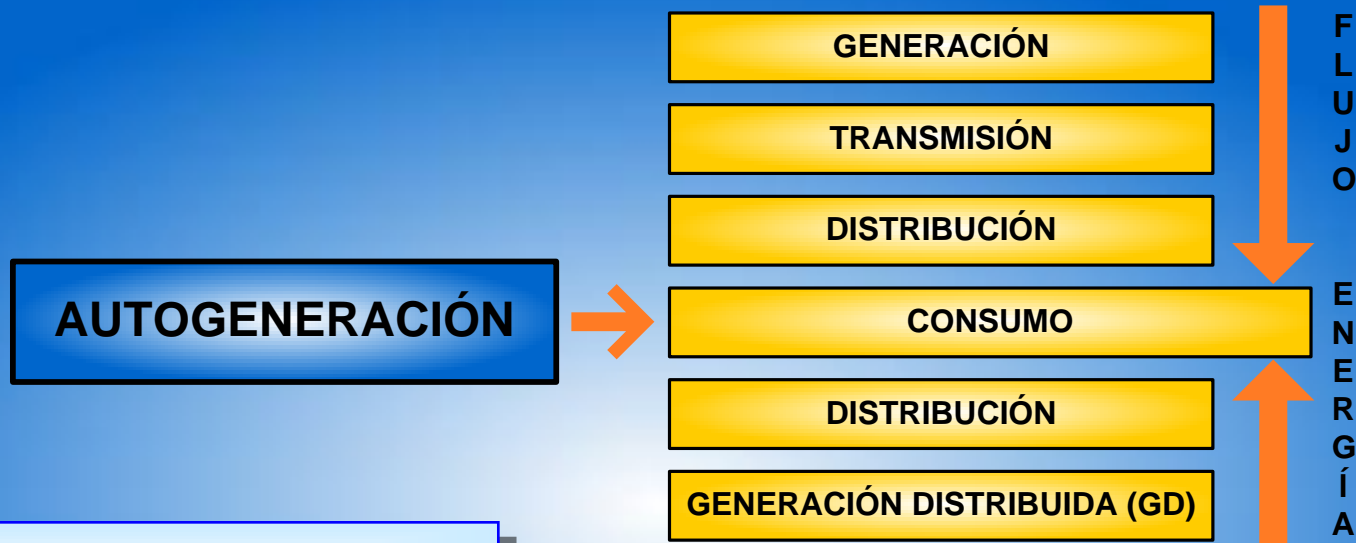 GENERACIÓN
TRANSMISIÓN
DISTRIBUCIÓN
AUTOGENERACIÓN
CONSUMO
DISTRIBUCIÓN
GENERACIÓN DISTRIBUIDA (GD)
FLUJO
ENERGÍA